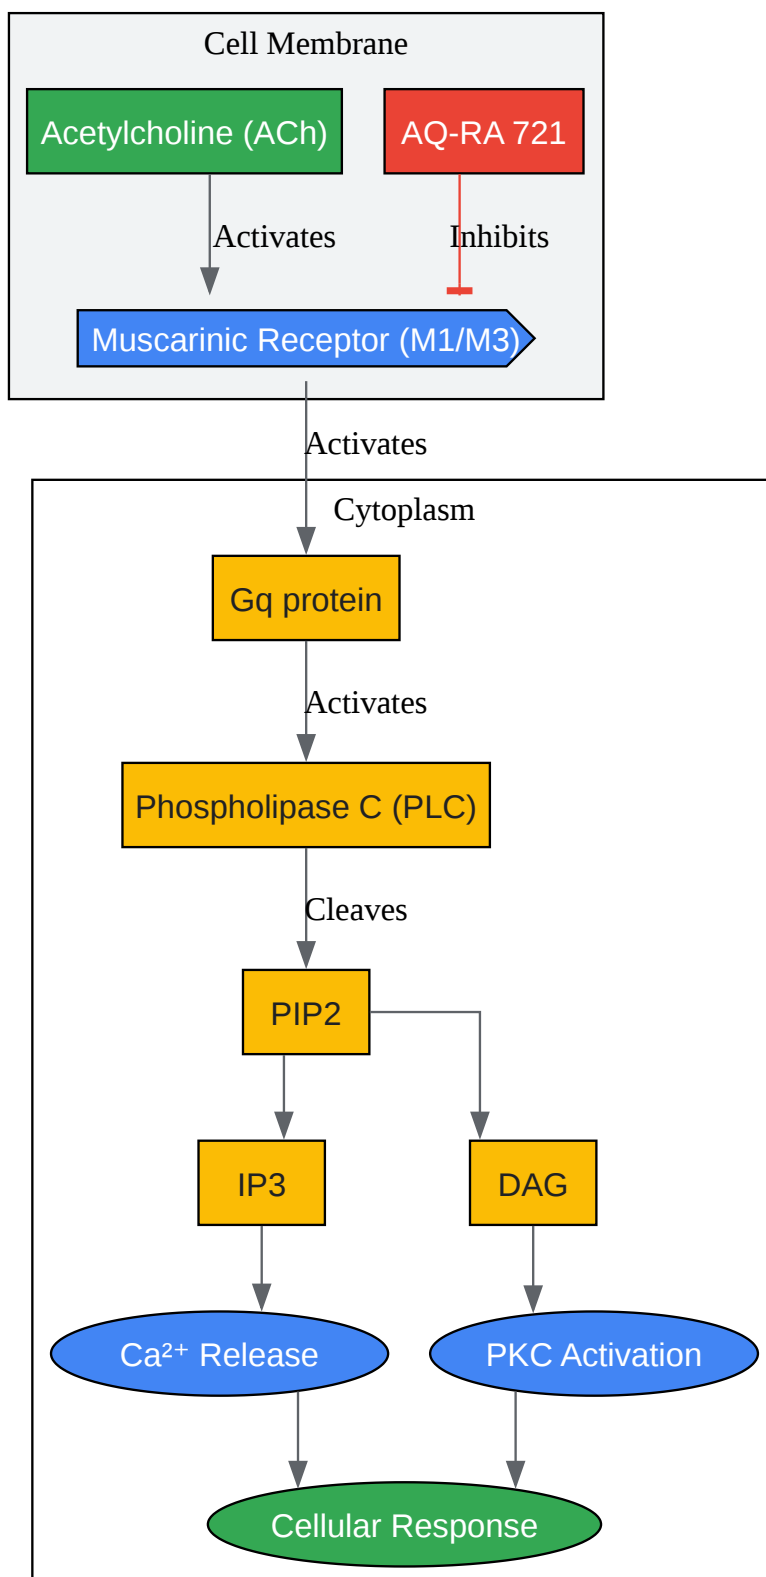 Cell Membrane
Acetylcholine (ACh)
AQ-RA 721
Activates
Inhibits
Muscarinic Receptor (M1/M3)
Activates
Cytoplasm
Gq protein
Activates
Phospholipase C (PLC)
Cleaves
PIP2
IP3
DAG
Ca²⁺ Release
PKC Activation
Cellular Response